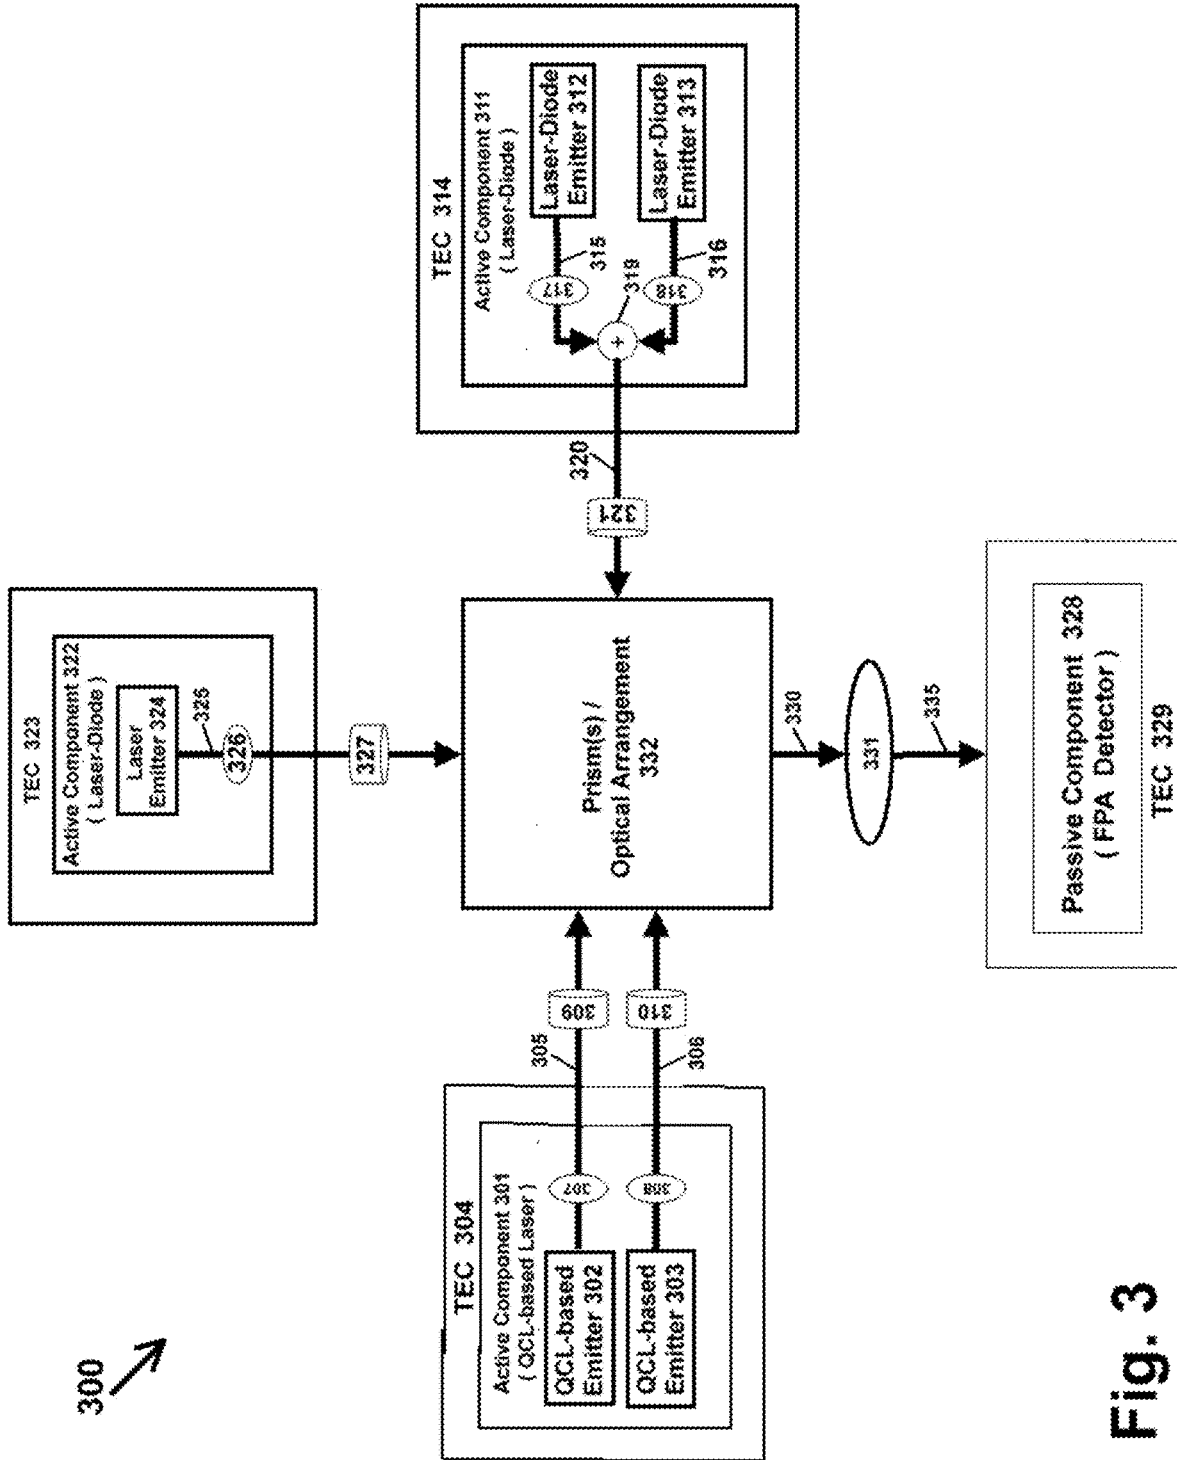 300
TEC 304
Active Component 301
( QCL-based Laser )
QCL-based
Emitter 302
QCL-based
Emitter 303
307
308
305
306
309
310
TEC 323
Active Component 322
( Laser-Diode )
Laser
Emitter 324
325
326
327
Prism(s) /
Optical Arrangement
332
TEC 314
Active Component 311
( Laser-Diode )
Laser-Diode
Emitter 312
Laser-Diode
Emitter 313
315
316
317
318
319
+
320
321
330
331
335
Passive Component 328
( FPA Detector )
TEC 329
Fig. 3